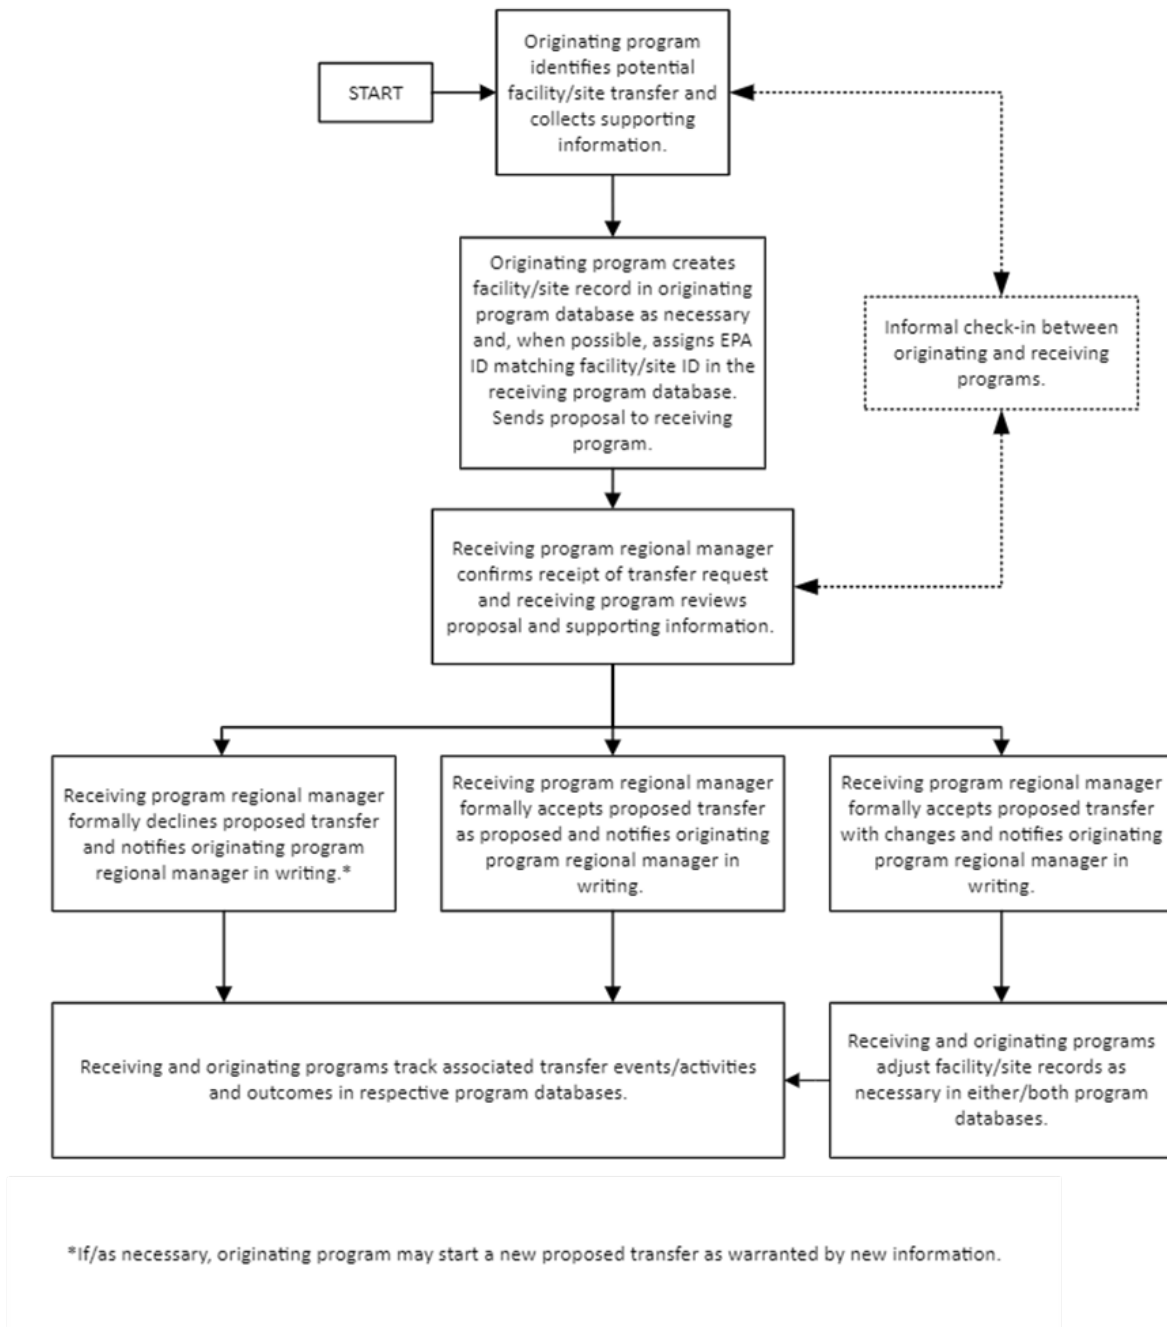 START
Originating program
identifies potential
facility/site transfer and
collects supporting
information.
Originating program creates
facility/site record in originating
program database as necessary
and, when possible, assigns EPA
ID matching facility/site ID in the
receiving program database.
Sends proposal to receiving
program.
Informal check-in between
originating and receiving
programs.
Receiving program regional manager
confirms receipt of transfer request
and receiving program reviews
proposal and supporting information.
Receiving program regional manager
formally declines proposed transfer
and notifies originating program
regional manager in writing.*
Receiving program regional manager
formally accepts proposed transfer
as proposed and notifies originating
program regional manager in
writing.
Receiving program regional manager
formally accepts proposed transfer
with changes and notifies originating
program regional manager in
writing.
Receiving and originating programs track associated transfer events/activities
and outcomes in respective program databases.
Receiving and originating programs
adjust facility/site records as
necessary in either/both program
databases.
*If/as necessary, originating program may start a new proposed transfer as warranted by new information.